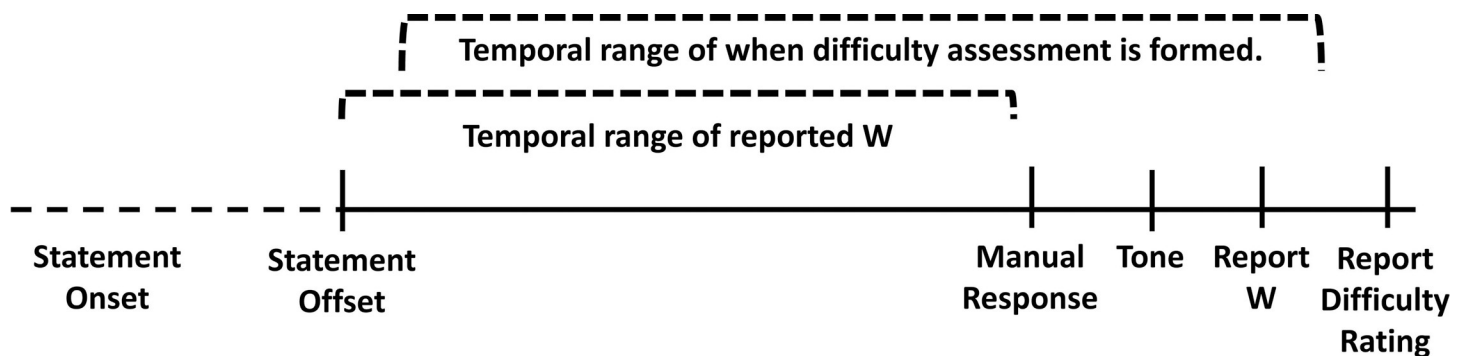 Temporal range of when difficulty assessment is formed.
Temporal range of reported W
Statement
Onset
Statement
Offset
Manual
Response
Tone
Report
W
Report
Difficulty
Rating